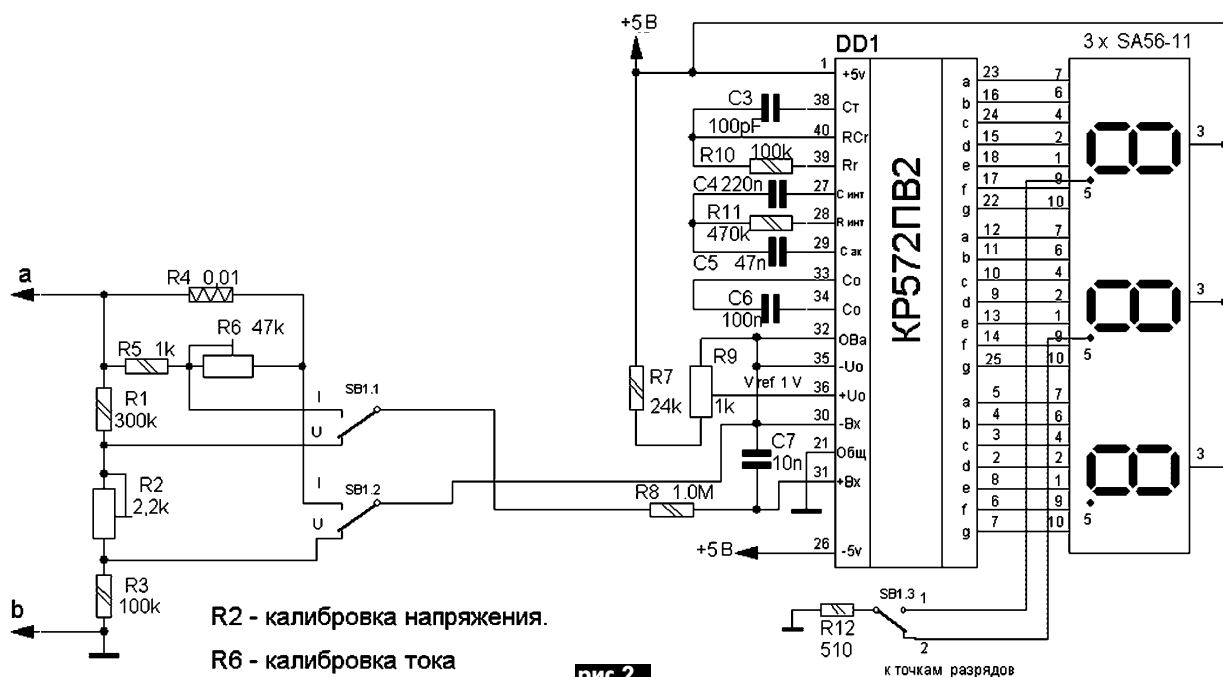 +5 В
DD1
3 x SA56-11
1
+5v
C3
100pF
38
Cт
40
RCr
R10
100k
39
Rr
C4
220n
27
C инт
R11
470k
28
R инт
C5
47n
29
C ак
33
Co
C6
100n
34
Co
32
OBa
35
-Uo
R9
1k
V ref 1 V
36
+Uo
R7
24k
30
-Вх
C7
10n
21
Общ
31
+Вх
R8
1.0M
+5 В
26
-5v
КР572ПВ2
a
23
7
b
16
6
c
24
4
d
15
2
e
18
1
f
17
9
g
22
10
3
5
a
12
7
b
11
6
c
10
4
d
9
2
e
13
1
f
14
9
g
25
10
3
5
a
5
7
b
4
6
c
3
4
d
2
2
e
8
1
f
6
9
g
7
10
3
5
a
R4
0,01
R6
47k
R5
1k
R1
300k
I
U
SB1.1
R2
2,2k
I
U
SB1.2
R3
100k
b
R2 - калибровка напряжения.
R6 - калибровка тока
рис 2
R12
510
SB1.3
1
2
к точкам разрядов